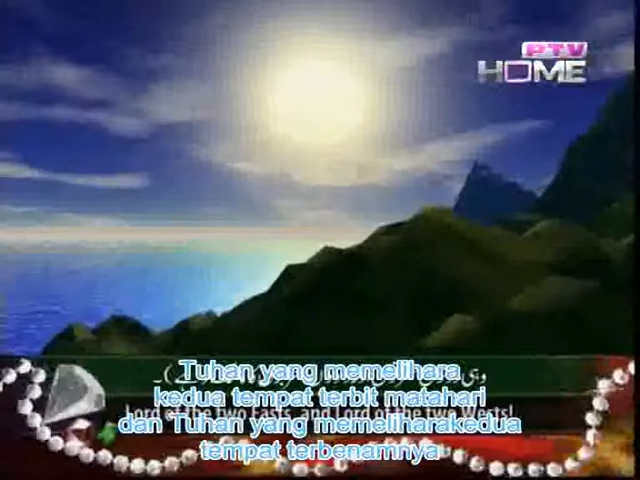 PTV
HOME
Tuhan yang memelihara
kedua tempat terbit matahari
Lord of the two Easts, and Lord of the two Wests!
dan Tuhan yang memeliharakedua
tempat terbenamnya